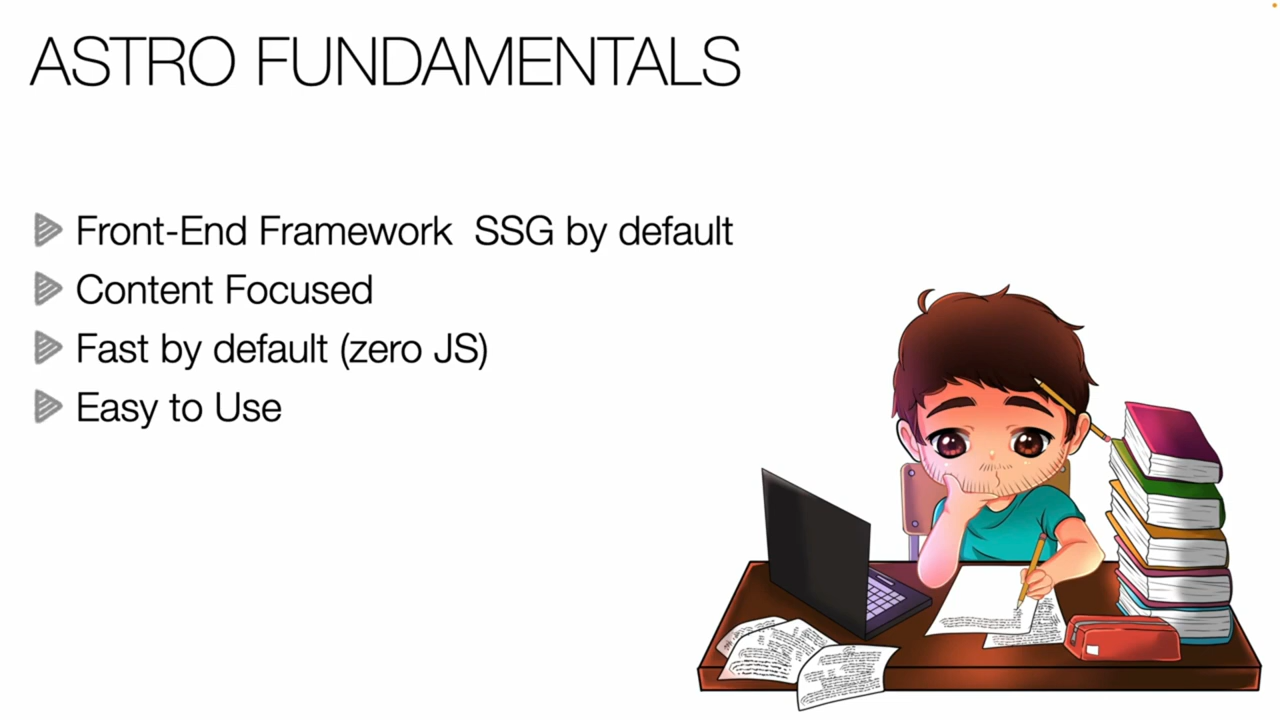 ASTRO FUNDAMENTALS
Front-End Framework  SSG by default
Content Focused
Fast by default (zero JS)
Easy to Use